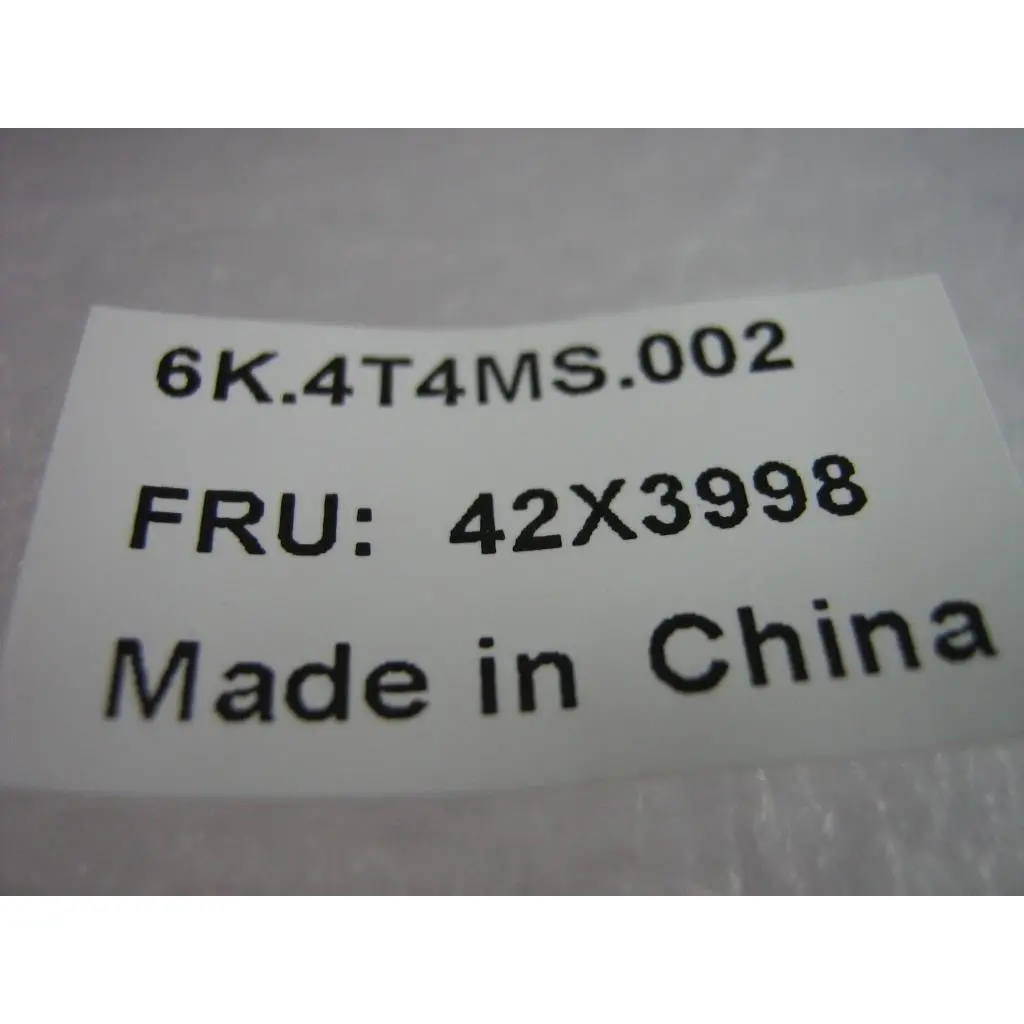 6K.4T4MS.002
FRU: 42X3998
Made in China